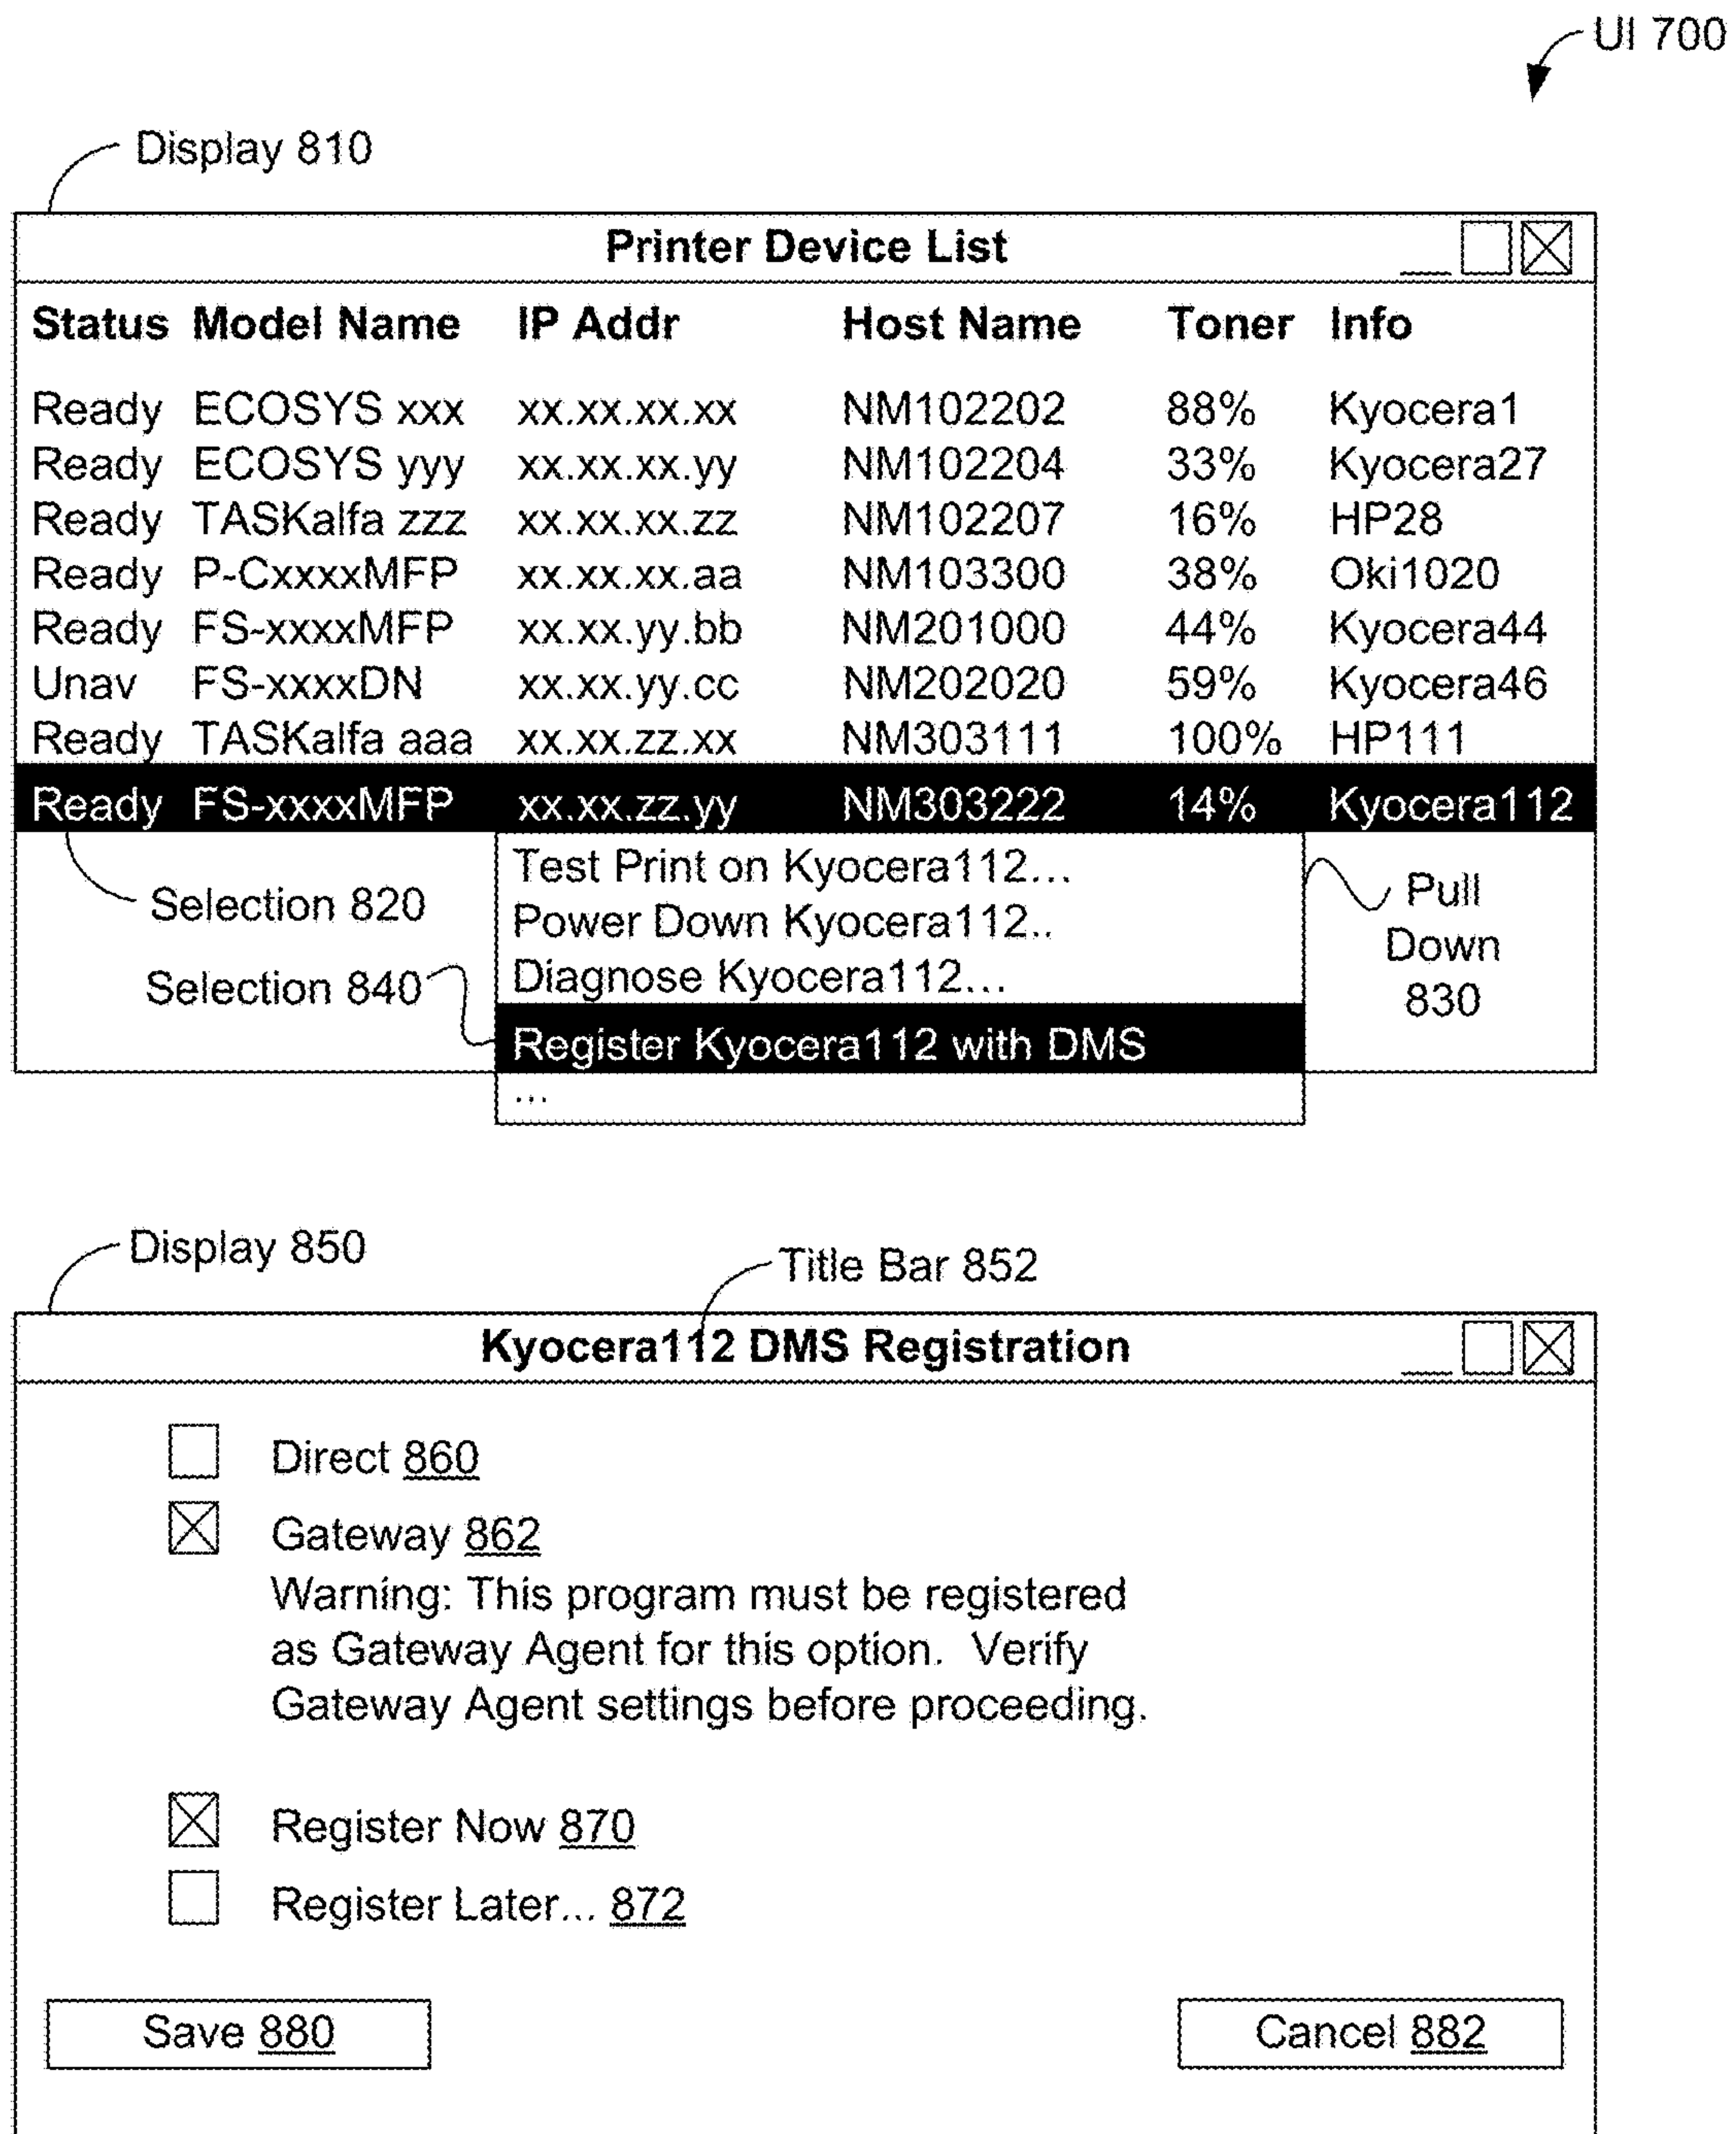 UI 700
Display 810
Printer Device List
Status Model Name IP Addr Host Name Toner Info
Ready ECOSYS xxx xx.xx.xx.xx NM102202 88% Kyocera1
Ready ECOSYS yyy xx.xx.xx.yy NM102204 33% Kyocera27
Ready TASKalfa zzz xx.xx.xx.zz NM102207 16% HP28
Ready P-CxxxxMFP xx.xx.xx.aa NM103300 38% Oki1020
Ready FS-xxxxMFP xx.xx.yy.bb NM201000 44% Kyocera44
Unav FS-xxxxDN xx.xx.yy.cc NM202020 59% Kyocera46
Ready TASKalfa aaa xx.xx.zz.xx NM303111 100% HP111
Ready FS-xxxxMFP xx.xx.zz.yy NM303222 14% Kyocera112
Selection 820
Selection 840
Test Print on Kyocera112...
Power Down Kyocera112..
Diagnose Kyocera112...
Register Kyocera112 with DMS
...
Pull
Down
830
Display 850
Title Bar 852
Kyocera112 DMS Registration
Direct 860
Gateway 862
Warning: This program must be registered
as Gateway Agent for this option. Verify
Gateway Agent settings before proceeding.
Register Now 870
Register Later... 872
Save 880
Cancel 882